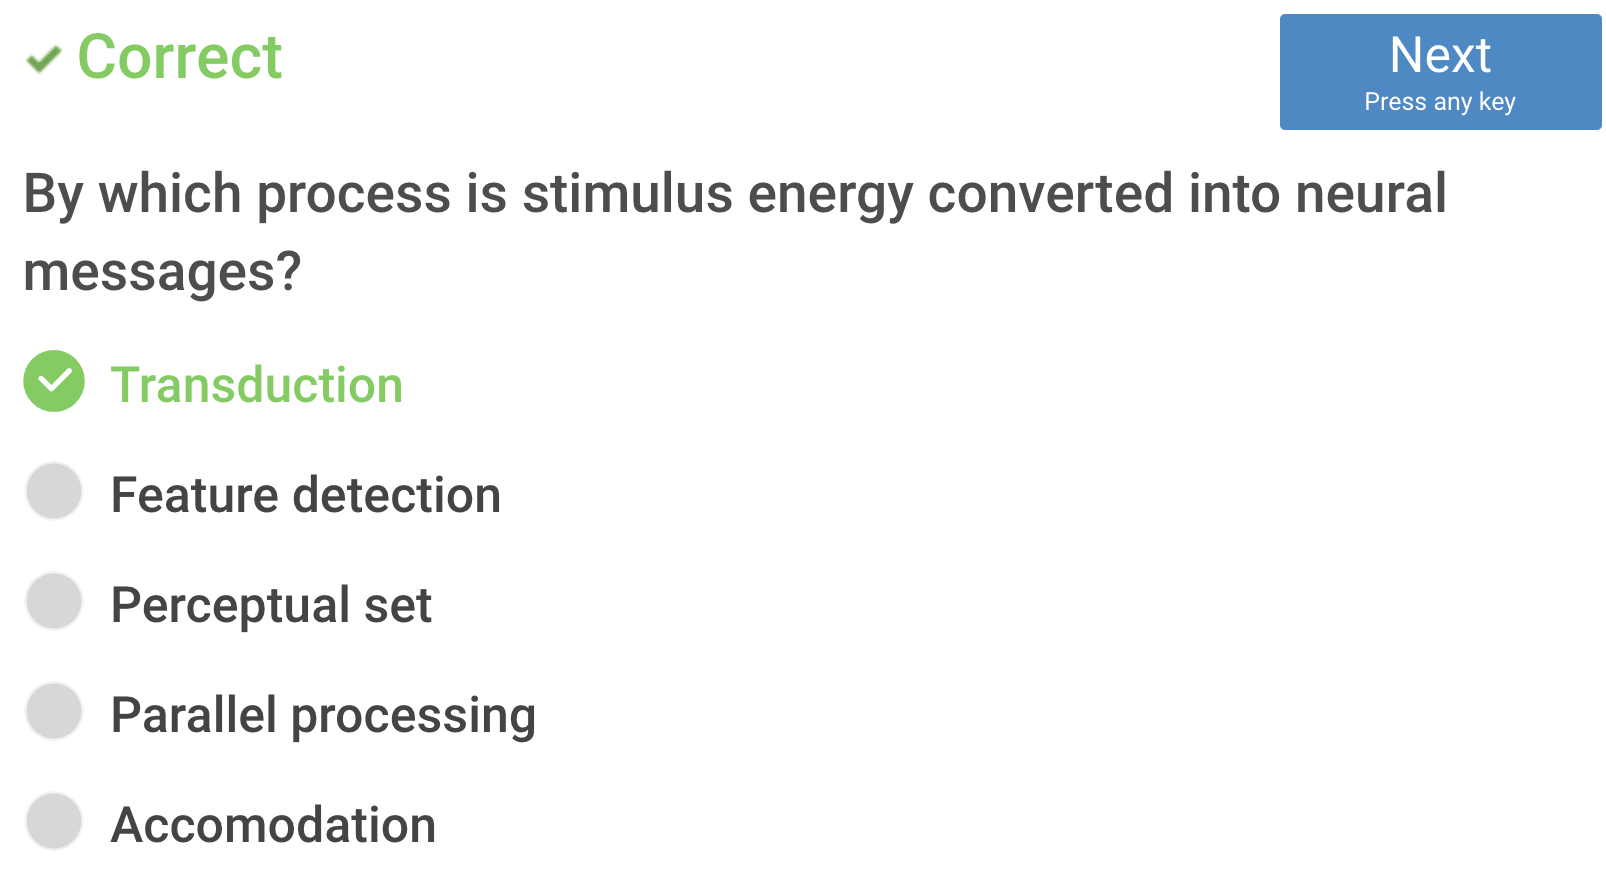 Correct
Next
Press any key
By which process is stimulus energy converted into neural
messages?
Transduction
Feature detection
Perceptual set
Parallel processing
Accomodation